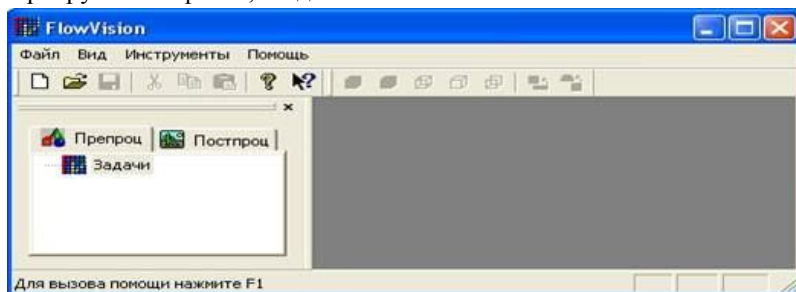 FlowVision
Файл Вид Инструменты Помощь
Препроц Постпроц
Задачи
Для вызова помощи нажмите F1